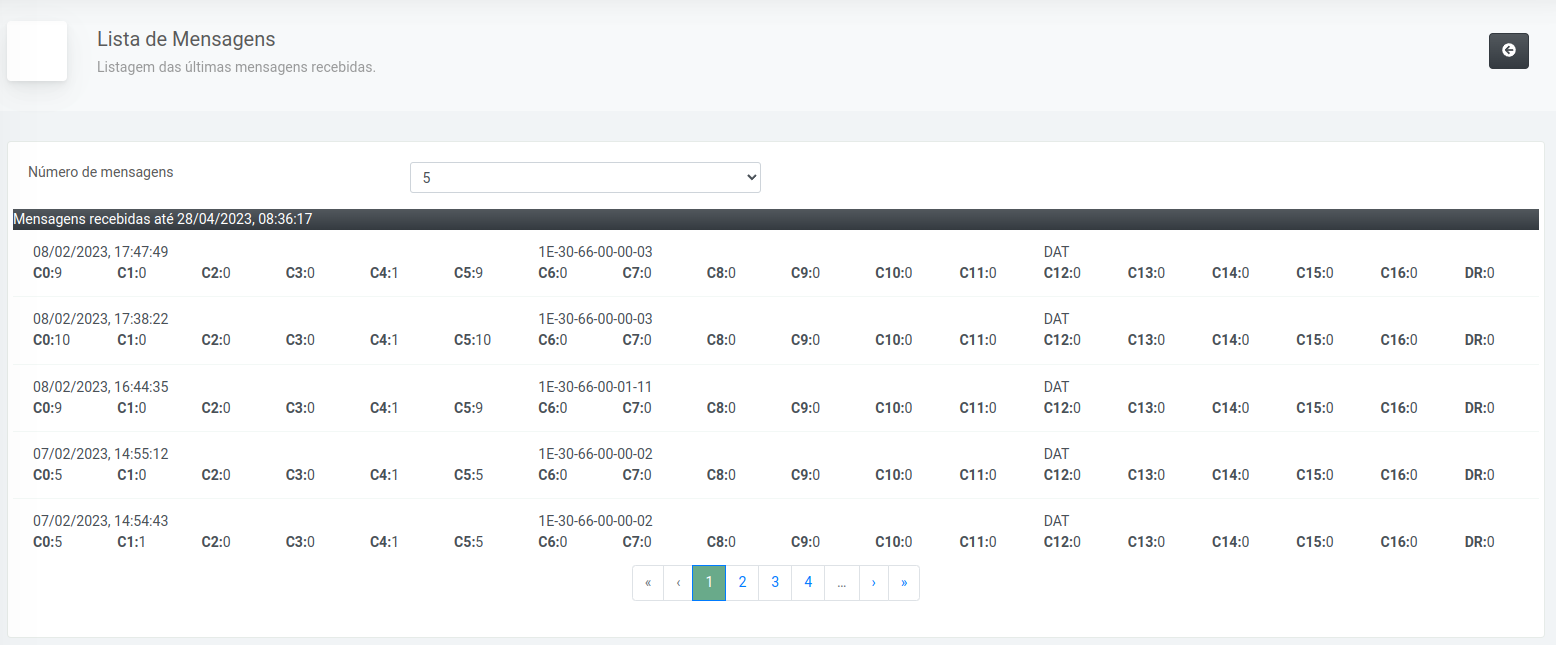 Lista de Mensagens
Listagem das últimas mensagens recebidas.
Número de mensagens
5
Mensagens recebidas até 28/04/2023, 08:36:17
08/02/2023, 17:47:49 1E-30-66-00-00-03 DAT
C0:9 C1:0 C2:0 C3:0 C4:1 C5:9 C6:0 C7:0 C8:0 C9:0 C10:0 C11:0 C12:0 C13:0 C14:0 C15:0 C16:0 DR:0
08/02/2023, 17:38:22 1E-30-66-00-00-03 DAT
C0:10 C1:0 C2:0 C3:0 C4:1 C5:10 C6:0 C7:0 C8:0 C9:0 C10:0 C11:0 C12:0 C13:0 C14:0 C15:0 C16:0 DR:0
08/02/2023, 16:44:35 1E-30-66-00-01-11 DAT
C0:9 C1:0 C2:0 C3:0 C4:1 C5:9 C6:0 C7:0 C8:0 C9:0 C10:0 C11:0 C12:0 C13:0 C14:0 C15:0 C16:0 DR:0
07/02/2023, 14:55:12 1E-30-66-00-00-02 DAT
C0:5 C1:0 C2:0 C3:0 C4:1 C5:5 C6:0 C7:0 C8:0 C9:0 C10:0 C11:0 C12:0 C13:0 C14:0 C15:0 C16:0 DR:0
07/02/2023, 14:54:43 1E-30-66-00-00-02 DAT
C0:5 C1:1 C2:0 C3:0 C4:1 C5:5 C6:0 C7:0 C8:0 C9:0 C10:0 C11:0 C12:0 C13:0 C14:0 C15:0 C16:0 DR:0
« ‹ 1 2 3 4 … › »